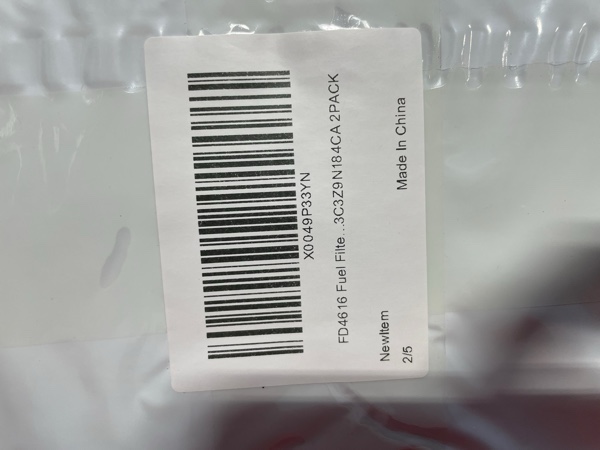 X0049P33YN
FD4616 Fuel Filte...3C3Z9N184CA 2PACK
NewItem
2/5
Made In China